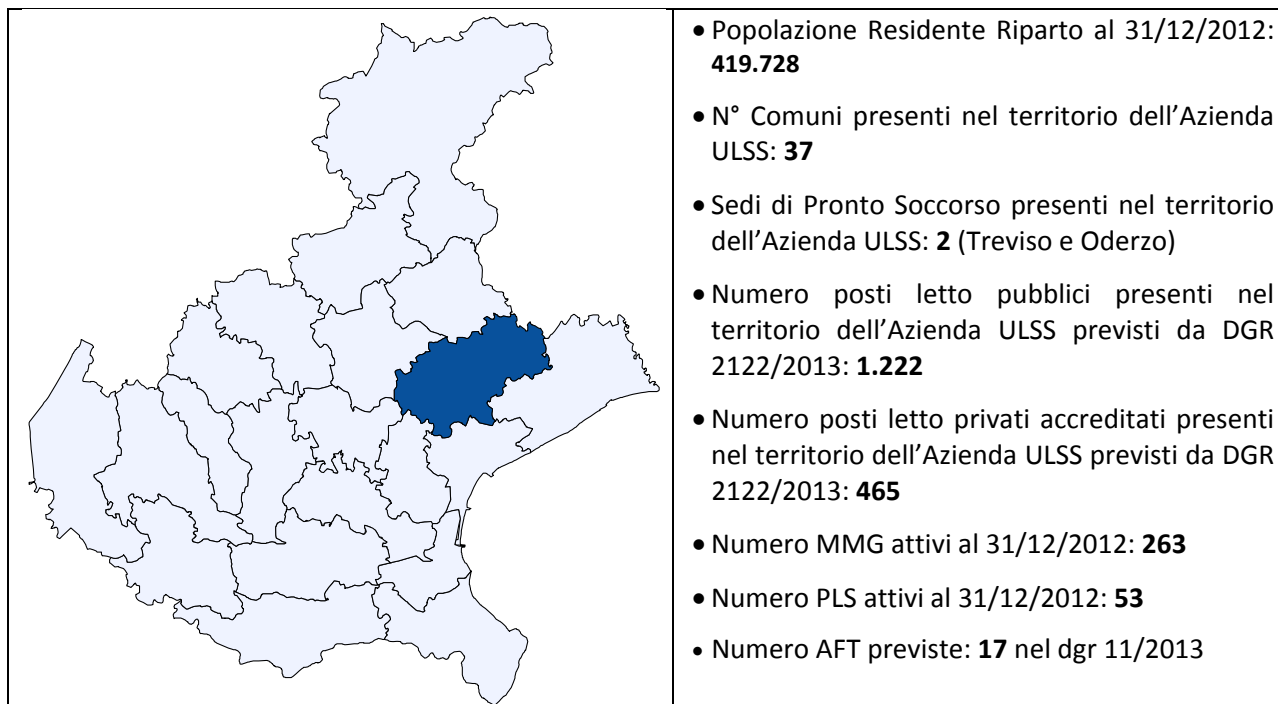 • Popolazione Residente Riparto al 31/12/2012:
419.728
• N° Comuni presenti nel territorio dell’Azienda
ULSS: 37
• Sedi di Pronto Soccorso presenti nel territorio
dell’Azienda ULSS: 2 (Treviso e Oderzo)
• Numero posti letto pubblici presenti nel
territorio dell’Azienda ULSS previsti da DGR
2122/2013: 1.222
• Numero posti letto privati accreditati presenti
nel territorio dell’Azienda ULSS previsti da DGR
2122/2013: 465
• Numero MMG attivi al 31/12/2012: 263
• Numero PLS attivi al 31/12/2012: 53
• Numero AFT previste: 17 nel dgr 11/2013